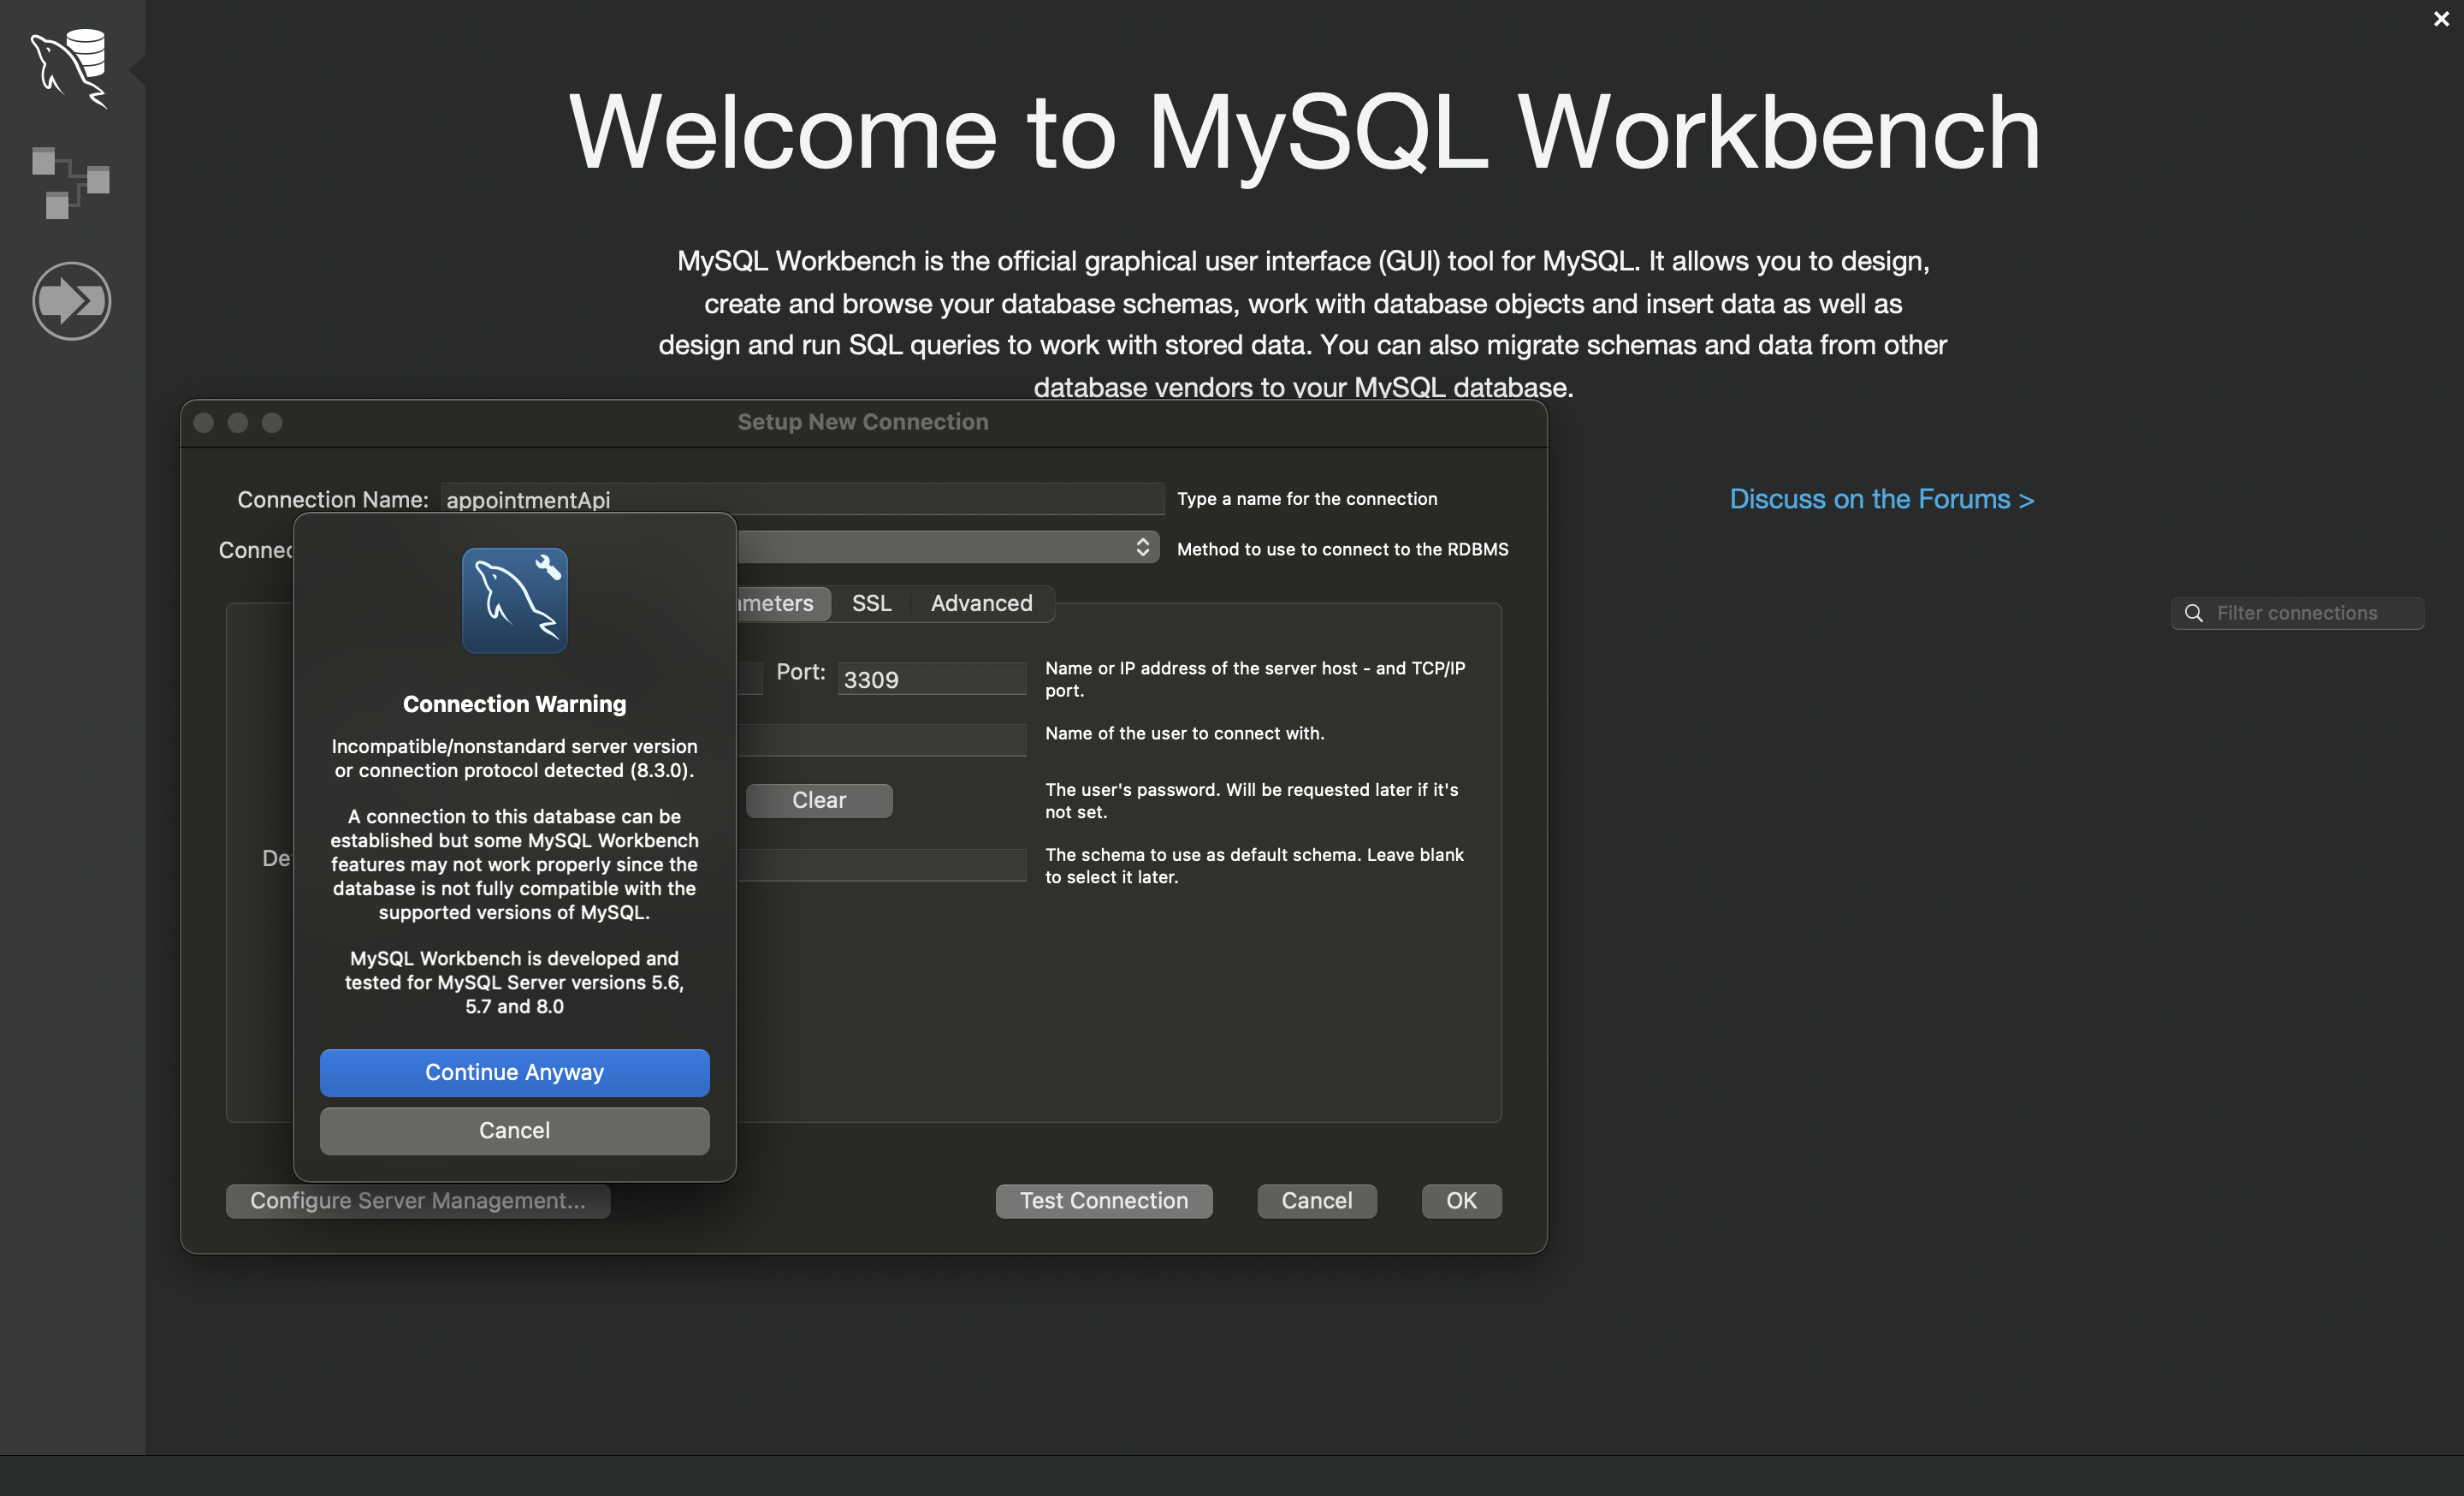 Welcome to MySQL Workbench
MySQL Workbench is the official graphical user interface (GUI) tool for MySQL. It allows you to design,
create and browse your database schemas, work with database objects and insert data as well as
design and run SQL queries to work with stored data. You can also migrate schemas and data from other
database vendors to your MySQL database.
Discuss on the Forums >
Filter connections
Setup New Connection
Connection Name: appointmentApi Type a name for the connection
Method to use to connect to the RDBMS
SSL Advanced
Port: 3309 Name or IP address of the server host - and TCP/IP
port.
Name of the user to connect with.
Clear The user's password. Will be requested later if it's
not set.
The schema to use as default schema. Leave blank
to select it later.
Connection Warning
Incompatible/nonstandard server version
or connection protocol detected (8.3.0).
A connection to this database can be
established but some MySQL Workbench
features may not work properly since the
database is not fully compatible with the
supported versions of MySQL.
MySQL Workbench is developed and
tested for MySQL Server versions 5.6,
5.7 and 8.0
Continue Anyway
Cancel
Configure Server Management... Test Connection Cancel OK